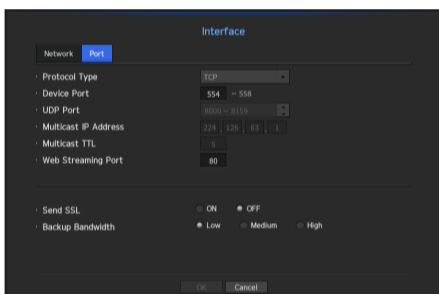 Interface
Network Port
Protocol Type TCP
Device Port 554 ~ 558
UDP Port 8000 ~ 8159
Multicast IP Address 224 . 126 . 63 . 1
Multicast TTL 5
Web Streaming Port 80
Send SSL ON OFF
Backup Bandwidth Low Medium High
OK Cancel